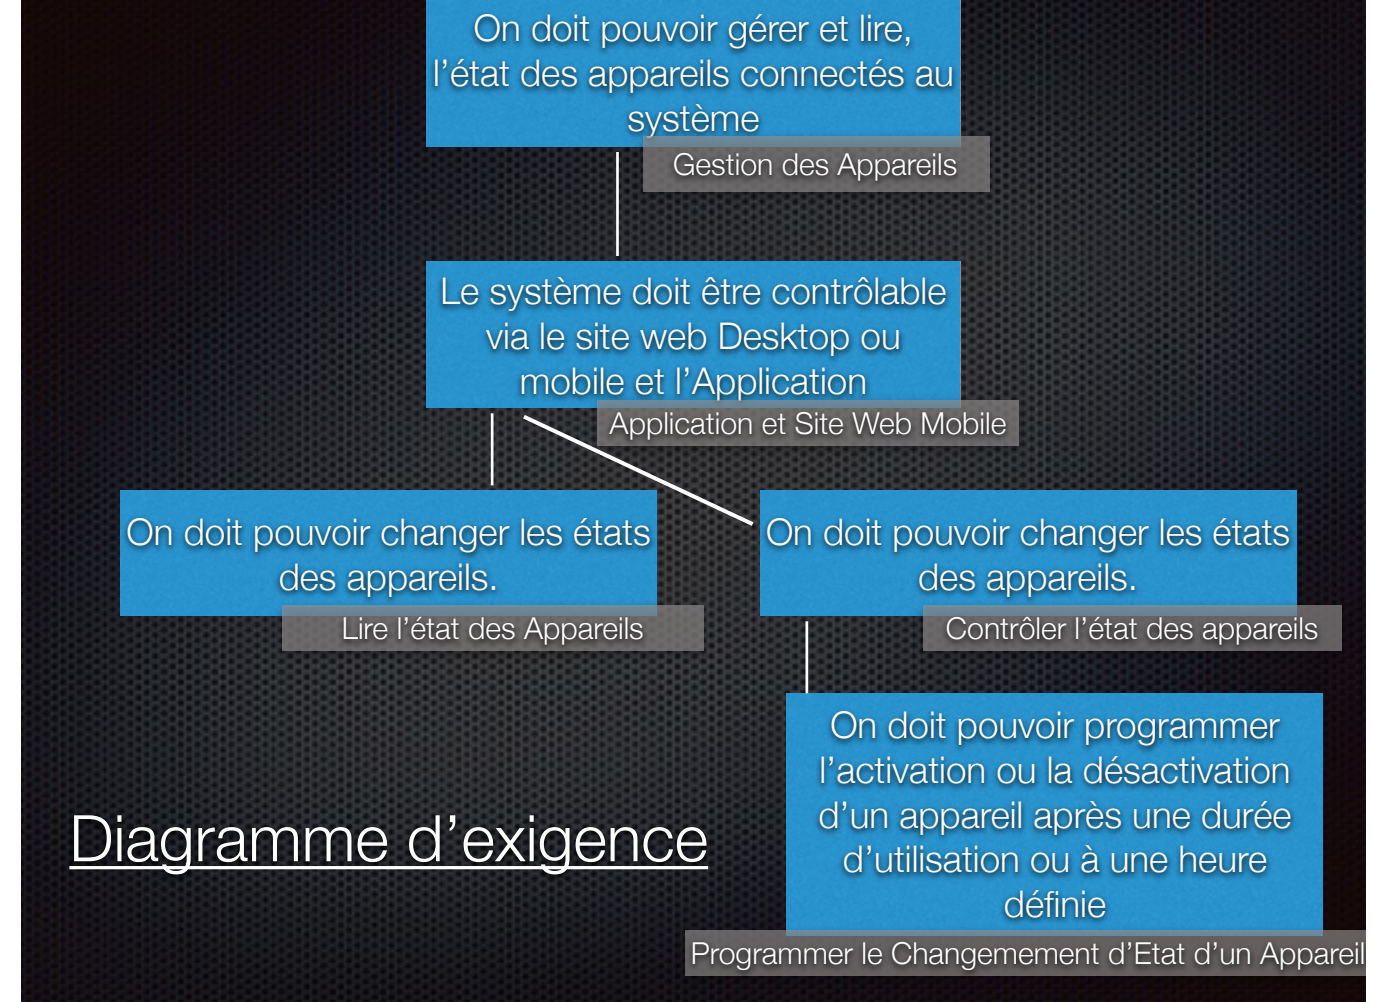 On doit pouvoir gérer et lire,
l’état des appareils connectés au
système
Gestion des Appareils
Le système doit être contrôlable
via le site web Desktop ou
mobile et l’Application
Application et Site Web Mobile
On doit pouvoir changer les états
des appareils.
Lire l’état des Appareils
On doit pouvoir changer les états
des appareils.
Contrôler l’état des appareils
On doit pouvoir programmer
l’activation ou la désactivation
d’un appareil après une durée
d’utilisation ou à une heure
définie
Programmer le Changemement d’Etat d’un Appareil
Diagramme d’exigence